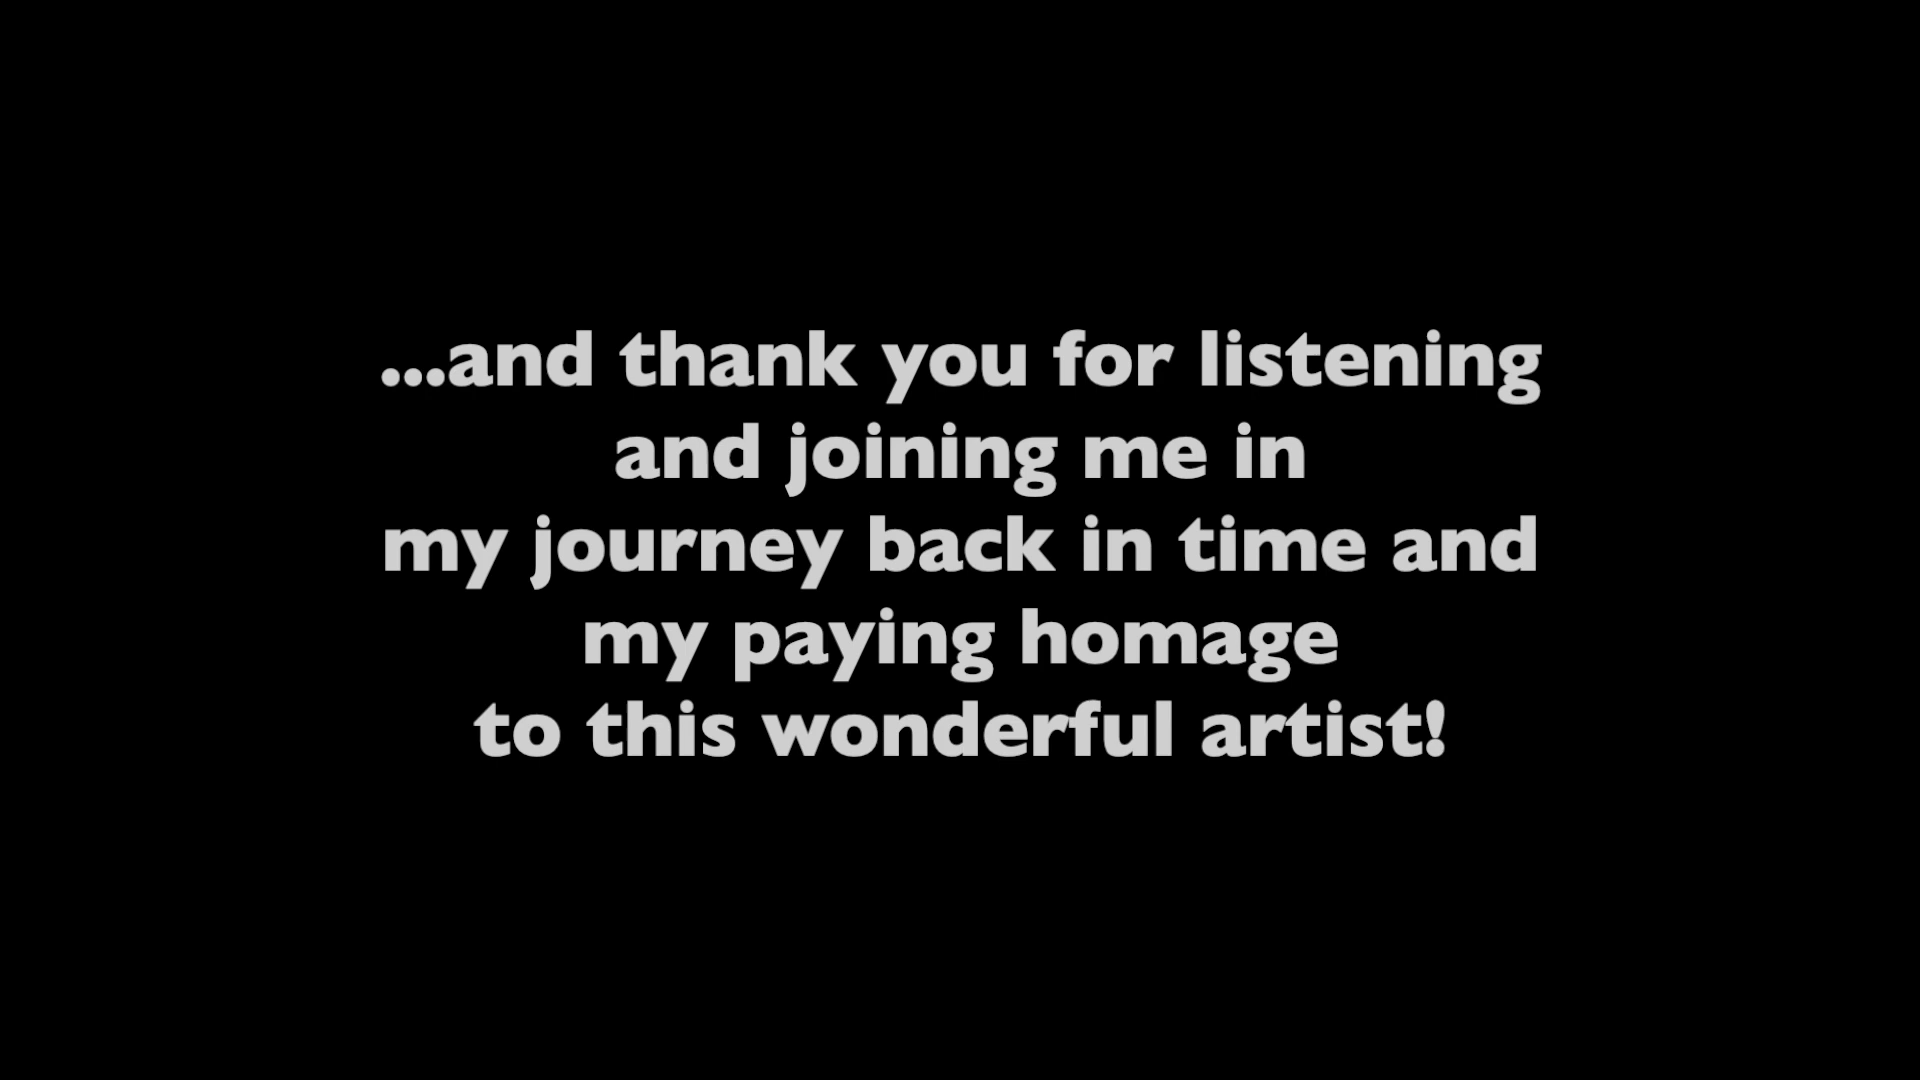 ...and thank you for listening
and joining me in
my journey back in time and
my paying homage
to this wonderful artist!